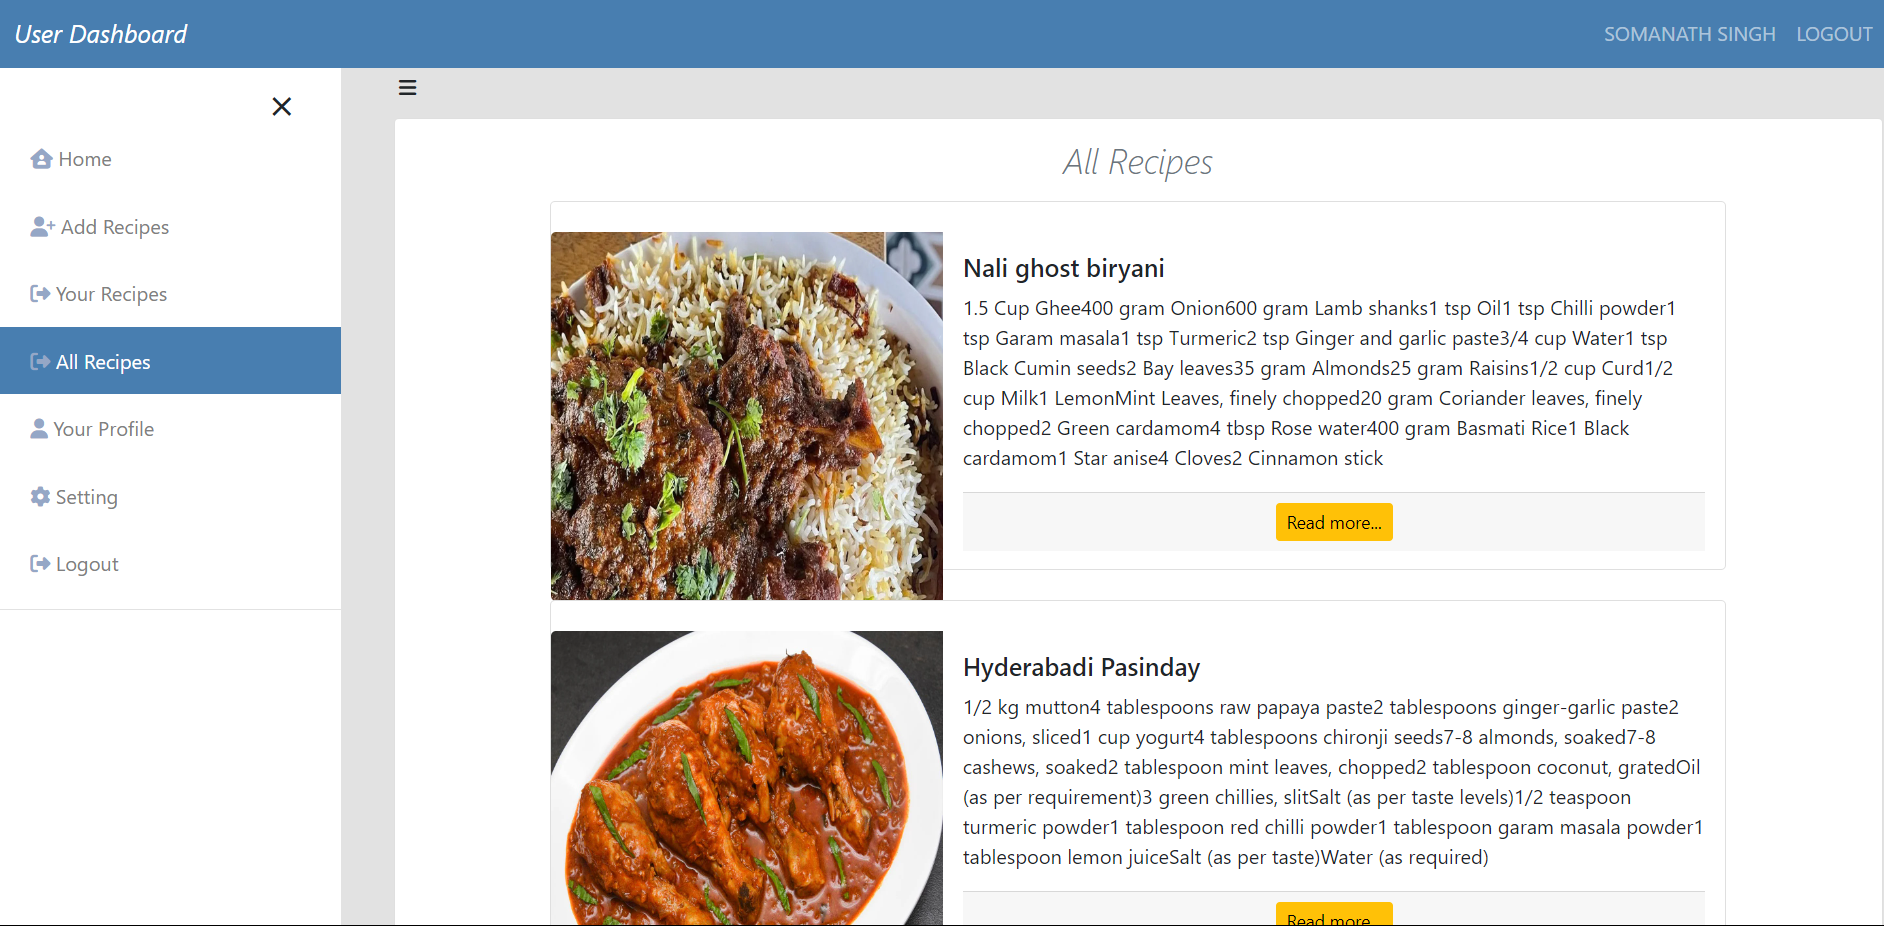 User Dashboard
SOMANATH SINGH LOGOUT
Home
Add Recipes
Your Recipes
All Recipes
Your Profile
Setting
Logout
All Recipes
Nali ghost biryani
1.5 Cup Ghee400 gram Onion600 gram Lamb shanks1 tsp Oil1 tsp Chilli powder1
tsp Garam masala1 tsp Turmeric2 tsp Ginger and garlic paste3/4 cup Water1 tsp
Black Cumin seeds2 Bay leaves35 gram Almonds25 gram Raisins1/2 cup Curd1/2
cup Milk1 LemonMint Leaves, finely chopped20 gram Coriander leaves, finely
chopped2 Green cardamom4 tbsp Rose water400 gram Basmati Rice1 Black
cardamom1 Star anise4 Cloves2 Cinnamon stick
Read more...
Hyderabadi Pasinday
1/2 kg mutton4 tablespoons raw papaya paste2 tablespoons ginger-garlic paste2
onions, sliced1 cup yogurt4 tablespoons chironji seeds7-8 almonds, soaked7-8
cashews, soaked2 tablespoon mint leaves, chopped2 tablespoon coconut, gratedOil
(as per requirement)3 green chillies, slitSalt (as per taste levels)1/2 teaspoon
turmeric powder1 tablespoon red chilli powder1 tablespoon garam masala powder1
tablespoon lemon juiceSalt (as per taste)Water (as required)
Read more...